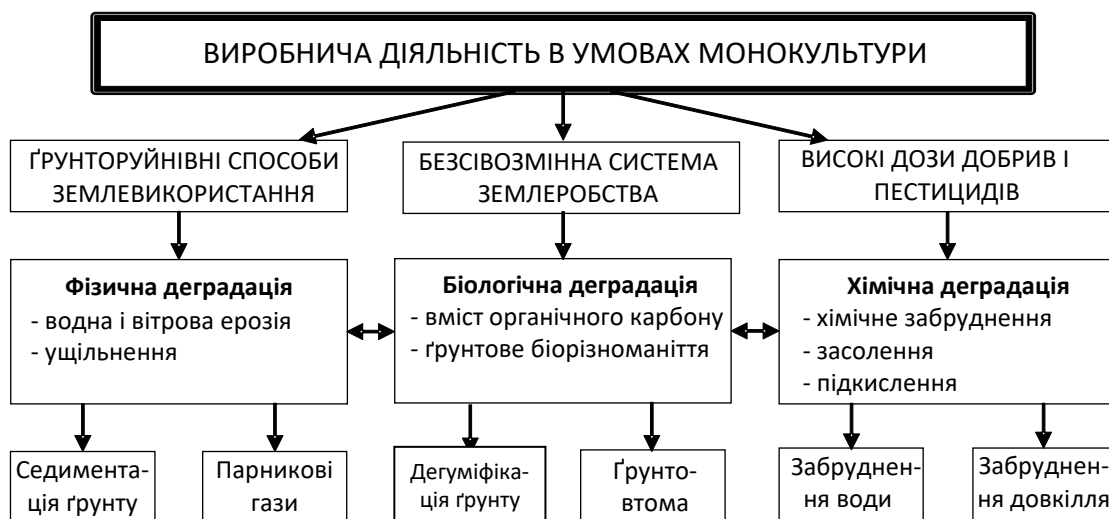 ВИРОБНИЧА ДІЯЛЬНІСТЬ В УМОВАХ МОНОКУЛЬТУРИ
ҐРУНТОРУЙНІВНІ СПОСОБИ
ЗЕМЛЕВИКОРИСТАННЯ
БЕЗСІВОЗМІННА СИСТЕМА
ЗЕМЛЕРОБСТВА
ВИСОКІ ДОЗИ ДОБРИВ І
ПЕСТИЦИДІВ
Фізична деградація
- водна і вітрова ерозія
- ущільнення
Біологічна деградація
- вміст органічного карбону
- ґрунтове біорізноманіття
Хімічна деградація
- хімічне забруднення
- засолення
- підкислення
Седимента-
ція ґрунту
Парникові
гази
Дегуміфіка-
ція ґрунту
Ґрунто-
втома
Забруднен-
ня води
Забруднен-
ня довкілля